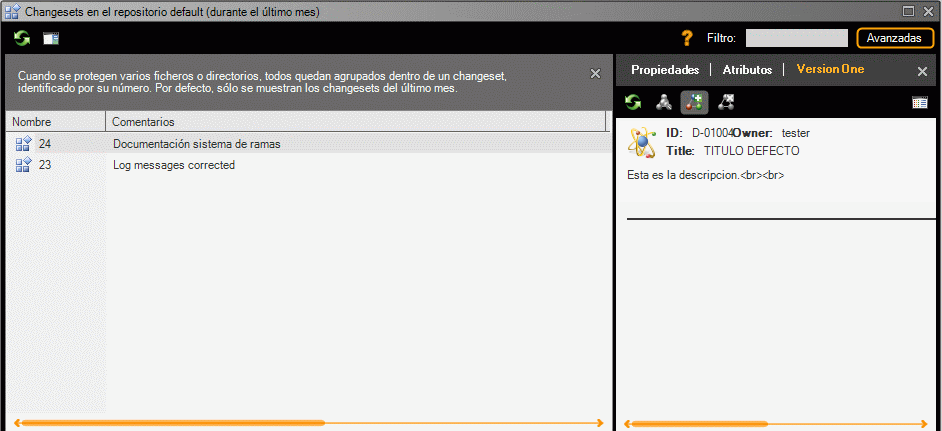 Changesets en el repositorio default (durante el último mes)
? Filtro: Avanzadas
Cuando se protegen varios ficheros o directorios, todos quedan agrupados dentro de un changeset,
identificado por su número. Por defecto, sólo se muestran los changesets del último mes.
Nombre Comentarios
24 Documentación sistema de ramas
23 Log messages corrected
Propiedades | Atributos | Version One
ID: D-01004 Owner: tester
Title: TITULO DEFECTO
Esta es la descripcion.<br><br>